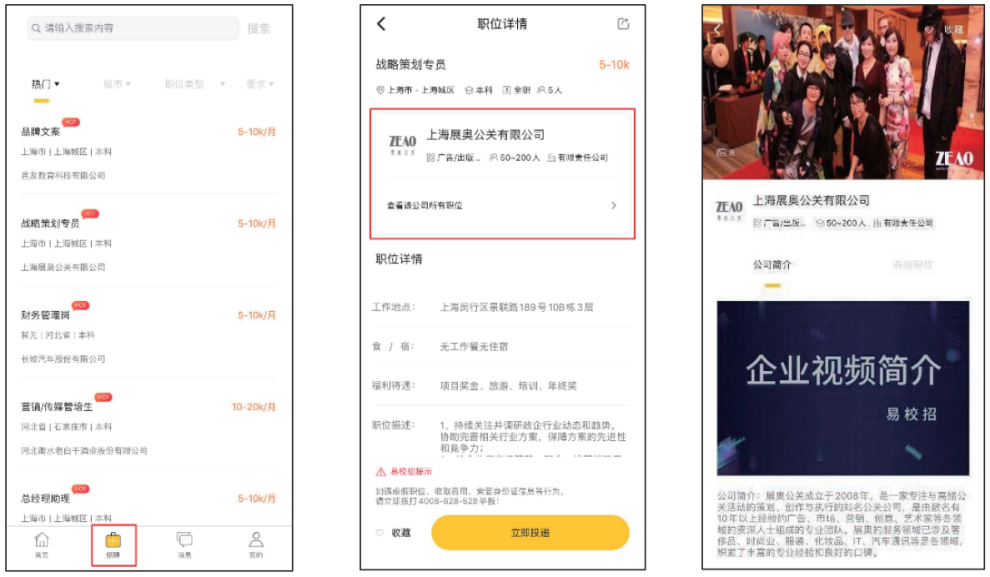 请输入搜索内容 搜索
热门 城市 职位类型 要求
品牌文案 HOT 5-10k/月
上海市 | 上海城区 | 本科
邑友教育科技有限公司
战略策划专员 HOT 5-10k/月
上海市 | 上海城区 | 本科
上海展奥公关有限公司
财务管理岗 HOT 5-10k/月
暂无 | 河北省 | 本科
长城汽车股份有限公司
营销/传媒管培生 HOT 10-20k/月
河北省 | 石家庄市 | 本科
河北衡水老白干酒业股份有限公司
总经理助理 HOT 5-10k/月
上海市 | 上海城区 | 本科
首页 招聘 消息 我的
职位详情
战略策划专员 5-10k
上海市 - 上海城区 本科 全职 5人
ZEAO
展奥公关
上海展奥公关有限公司
广告/出版... 50~200人 有限责任公司
查看该公司所有职位
职位详情
工作地点: 上海闵行区景联路189号10B栋3层
食 / 宿: 无工作餐无住宿
福利待遇: 项目奖金、旅游、培训、年终奖
职位描述: 1、持续关注并调研政企行业动态和趋势,
协助完善相关行业方案, 保障方案的先进性
和竞争力;
易校招提示
如遇虚假职位、收取费用、索要身份证信息等行为,
请立即拨打4008-628-528举报!
收藏 立即投递
收藏
8
ZEAO
ZEAO
展奥公关
上海展奥公关有限公司
广告/出版... 50~200人 有限责任公司
公司简介 在招职位
企业视频简介
易校招
公司简介: 展奥公关成立于2008年, 是一家专注与高端公
关活动的策划、创作与执行的知名公关公司, 是由数名有
10年以上经验的广告、市场、营销、创意、艺术家等各领
域的资深人士组成的专业团队。展奥的服务领域已涉及奢
侈品、时尚业、服装、化妆品、IT、汽车通讯等是各领域,
积累了丰富的专业经验和良好的口碑。